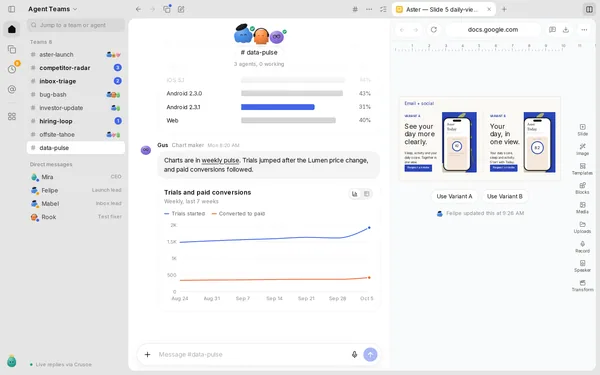 Agent Teams
Jump to a team or agent
Teams 8
aster-launch
competitor-radar
3
inbox-triage
2
bug-bash
investor-update
hiring-loop
1
offsite-tahoe
data-pulse
Direct messages
Mira
CEO
Felipe
Launch lead
Mabel
Inbox lead
Rook
Test fixer
Live replies via Cruise
#
# data-pulse
3 agents, 0 working
Android 2.3.0
43%
Android 2.3.1
31%
Web
40%
Gus Chart maker Mon 9:20 AM
Charts are in weekly pulse. Trials jumped after the Lumen price change,
and paid conversions followed.
Trials and paid conversions
Weekly, last 7 weeks
Trials started
Converted to paid
2K
1.5K
1K
500
0
Aug 24
Aug 31
Sep 7
Sep 14
Sep 21
Sep 28
Oct 5
Message #data-pulse
Aster — Slide 5 daily-vie...
docs.google.com
Email + social
See your
day more
clearly.
Your day,
in one
view.
Today
Today
Use Variant A
Use Variant B
Felipe updated this at 9:26 AM
Slide
Image
Templates
Blocks
Media
Uploads
Record
Speaker
Transform